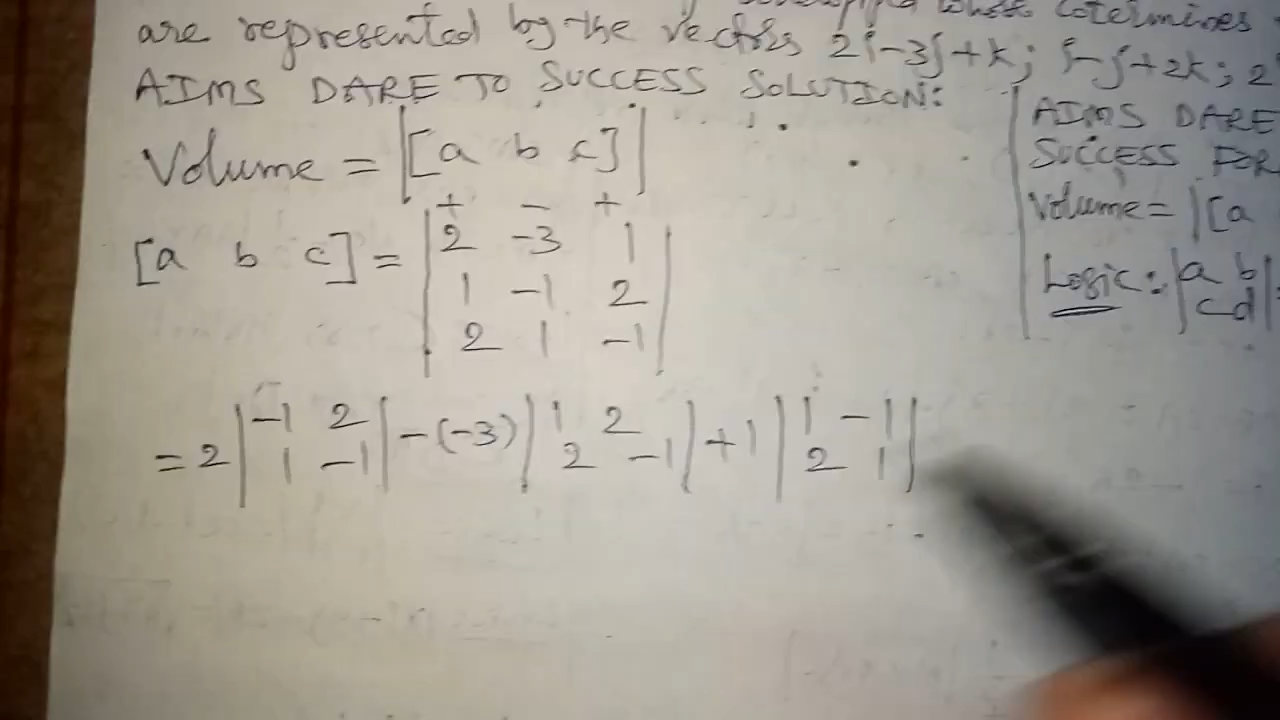 cotermines
are represented by the vectors 2i-3j+k; i-j+2k; 2
AIMS DARE TO SUCCESS SOLUTION:
Volume = |[a b c]|
+ - +
[a b c] = |2 -3 1|
|1 -1 2|
|2 1 -1|
= 2 |-1 2| -(-3) |1 2| +1 |1 -1|
|1 -1| |2 -1| |2 1|
AIMS DARE
SUCCESS FOR
Volume = |[a
Logic: |a b|
|c d|